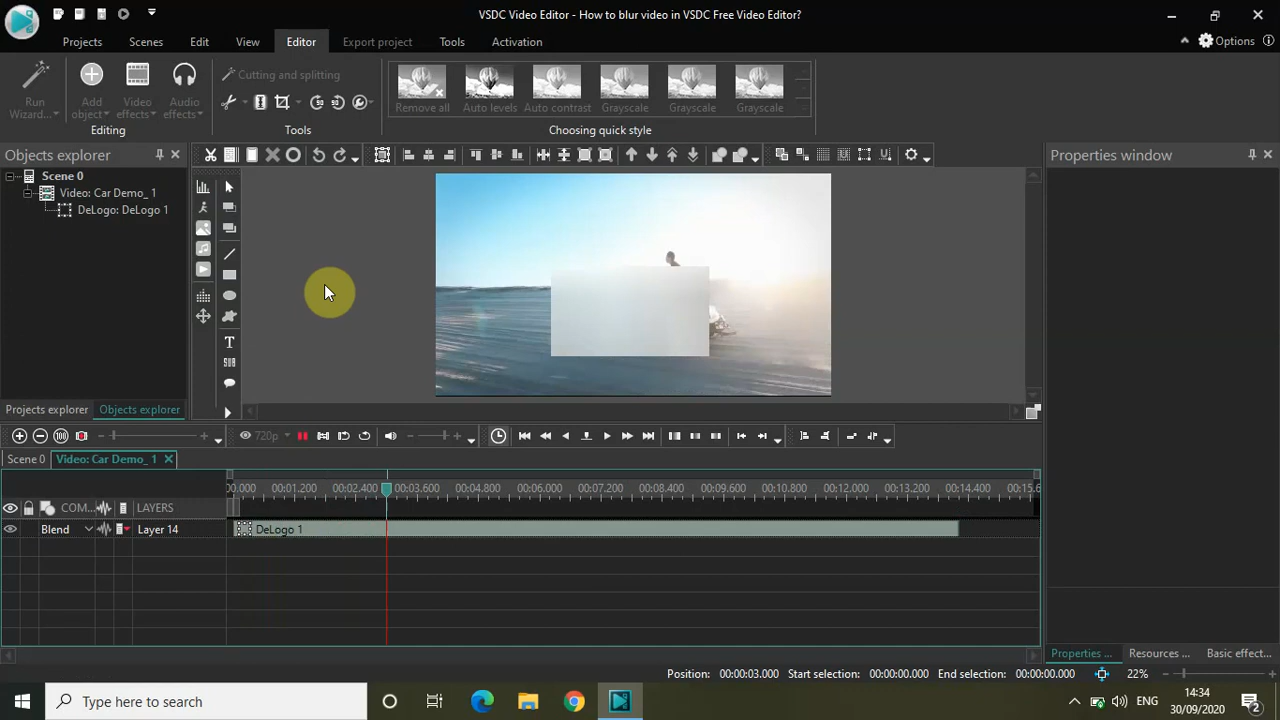 VSDC Video Editor - How to blur video in VSDC Free Video Editor?
Projects Scenes Edit View Editor Export project Tools Activation
Options
Run Wizard...
Add object
Video effects
Audio effects
Editing
Cutting and splitting
Tools
Remove all
Auto levels
Auto contrast
Grayscale
Grayscale
Grayscale
Choosing quick style
Objects explorer
Scene 0
Video: Car Demo_ 1
DeLogo: DeLogo 1
Projects explorer
Objects explorer
Properties window
T
720p
Scene 0
Video: Car Demo_ 1
00.000 00:01.200 00:02.400 00:03.600 00:04.800 00:06.000 00:07.200 00:08.400 00:09.600 00:10.800 00:12.000 00:13.200 00:14.400 00:15.6
COM... LAYERS
Blend Layer 14 DeLogo 1
Properties ... Resources ... Basic effect...
Position: 00:00:03.000 Start selection: 00:00:00.000 End selection: 00:00:00.000 22%
Type here to search
ENG
14:34
30/09/2020
2